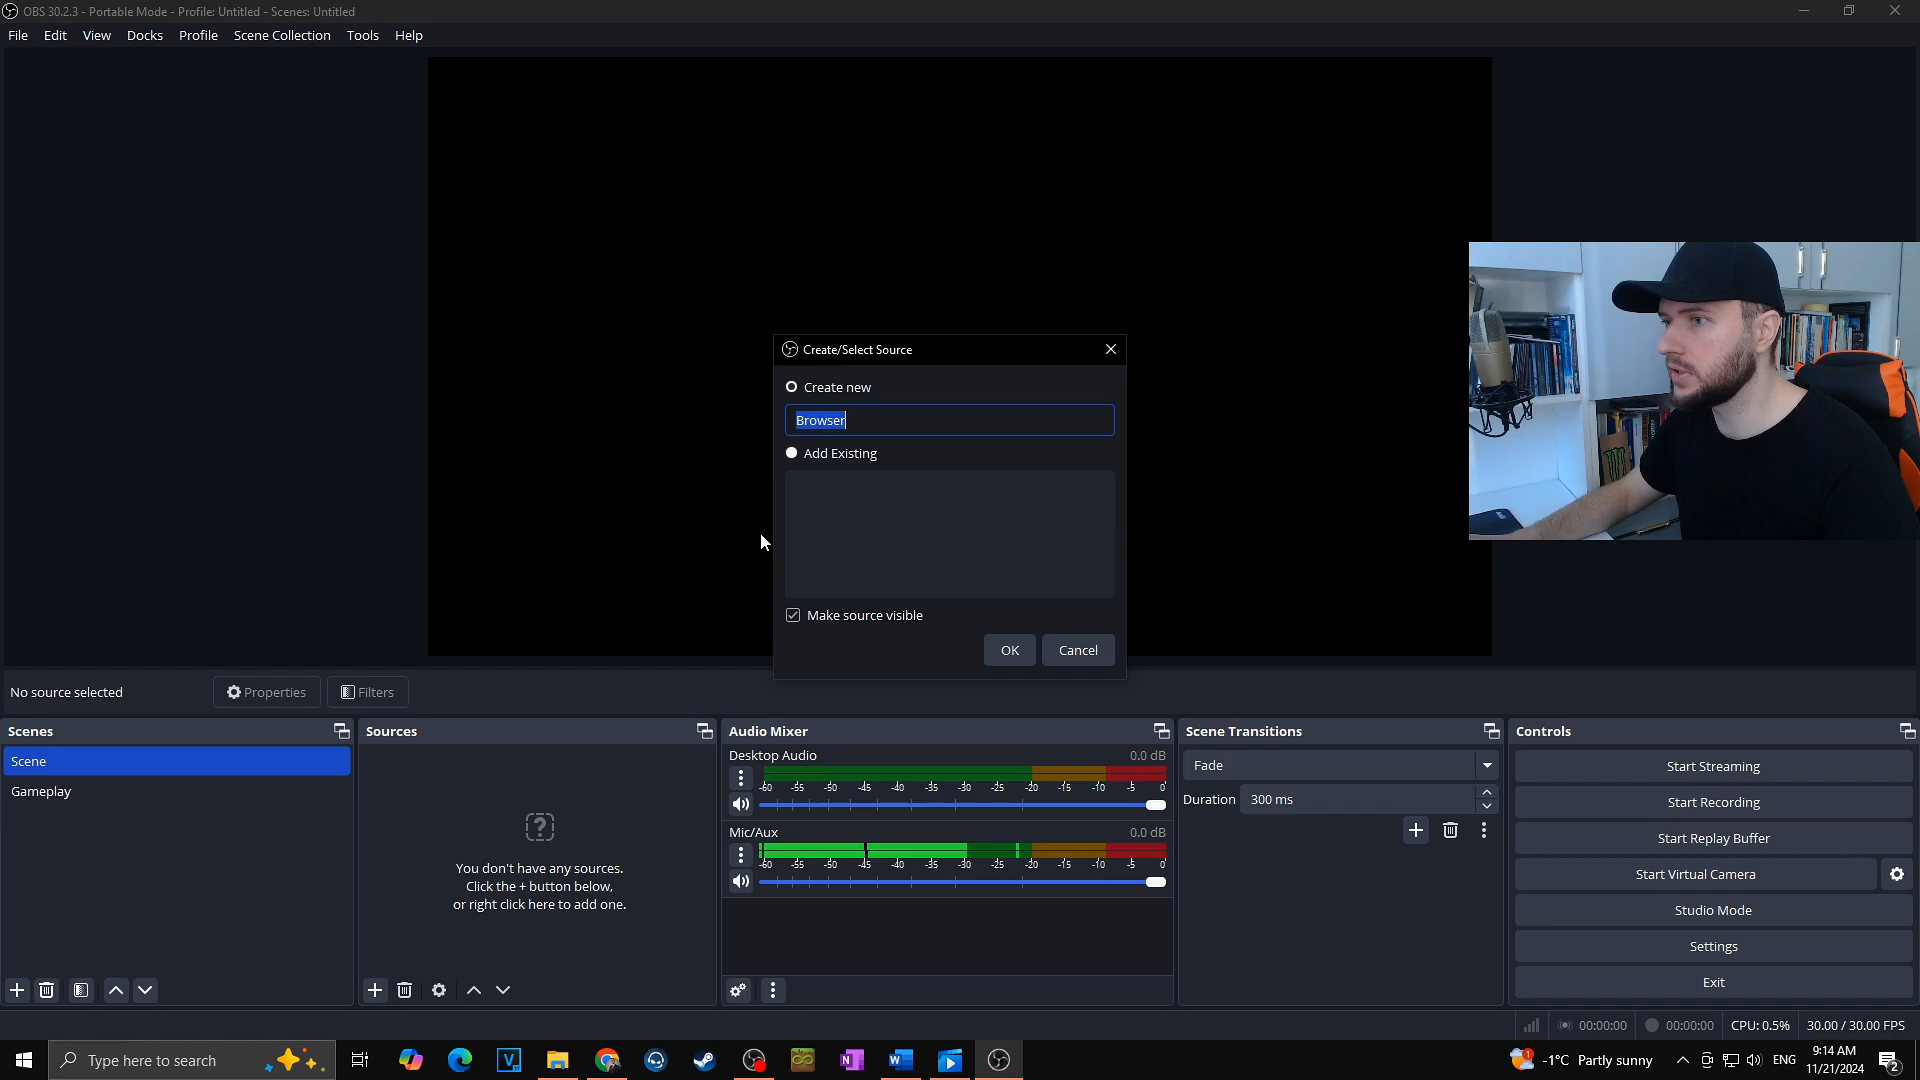 OBS 30.2.3 - Portable Mode - Profile: Untitled - Scenes: Untitled
File Edit View Docks Profile Scene Collection Tools Help
Create/Select Source
Create new
Browser
Add Existing
Make source visible
OK Cancel
No source selected Properties Filters
Scenes Sources Audio Mixer Scene Transitions Controls
Scene
Gameplay
You don't have any sources.
Click the + button below,
or right click here to add one.
Desktop Audio 0.0 dB
-60 -55 -50 -45 -40 -35 -30 -25 -20 -15 -10 -5 0
Mic/Aux 0.0 dB
-60 -55 -50 -45 -40 -35 -30 -25 -20 -15 -10 -5 0
Fade
Duration 300 ms
Start Streaming
Start Recording
Start Replay Buffer
Start Virtual Camera
Studio Mode
Settings
Exit
00:00:00 00:00:00 CPU: 0.5% 30.00 / 30.00 FPS
Type here to search
1 -1°C Partly sunny ENG
9:14 AM
11/21/2024
2